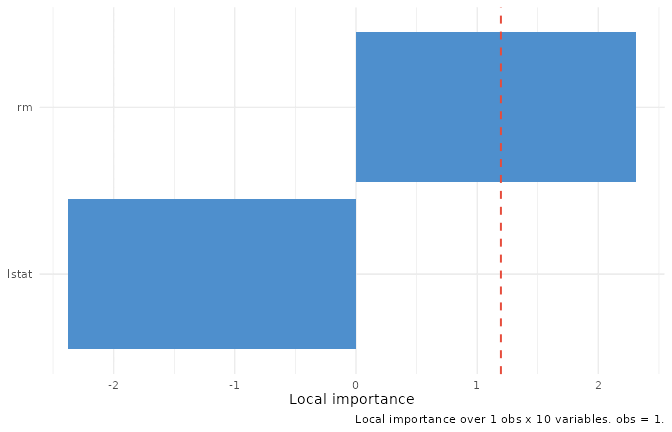 rm
lstat
-2 -1 0 1 2
Local importance
Local importance over 1 obs x 10 variables. obs = 1.